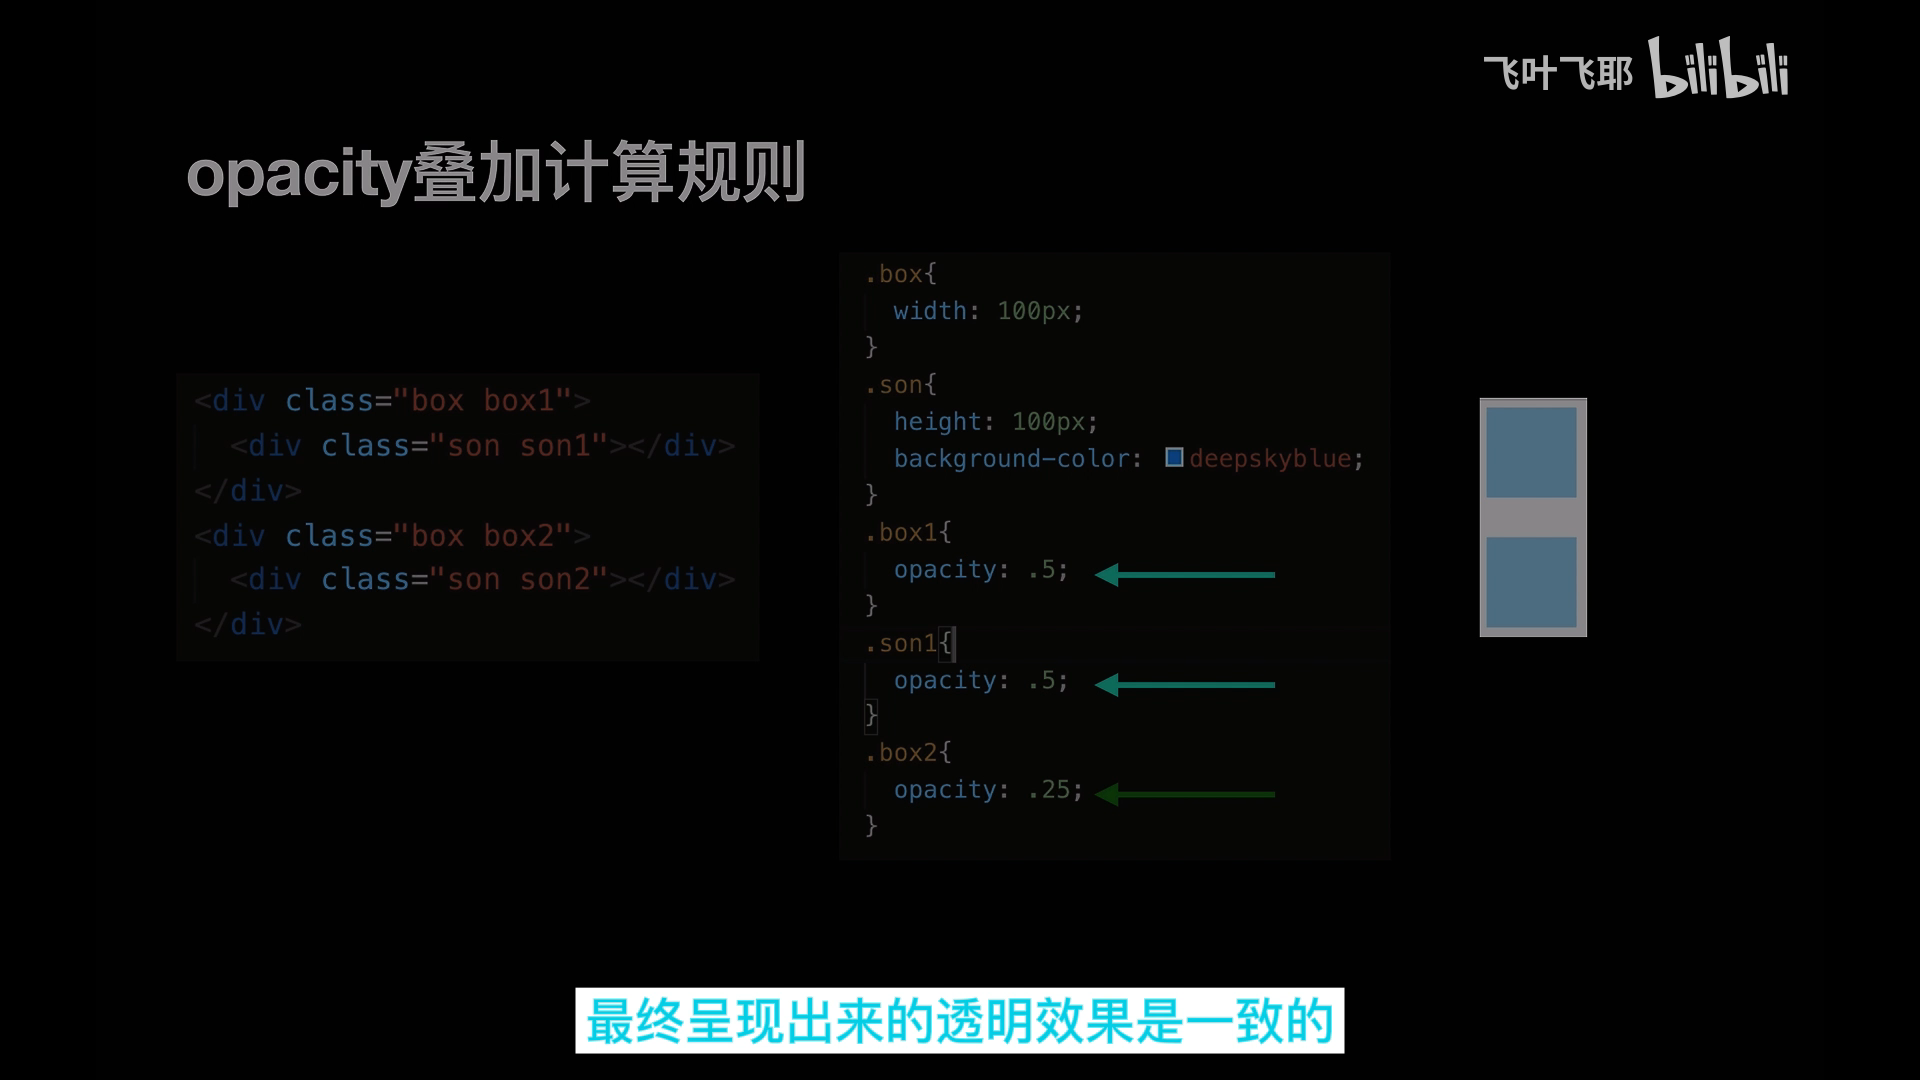 飞叶飞耶 bilibili
opacity叠加计算规则
<div class="box box1">
<div class="son son1"></div>
</div>
<div class="box box2">
<div class="son son2"></div>
</div>
.box{
width: 100px;
}
.son{
height: 100px;
background-color: deepskyblue;
}
.box1{
opacity: .5;
}
.son1{
opacity: .5;
}
.box2{
opacity: .25;
}
最终呈现出来的透明效果是一致的